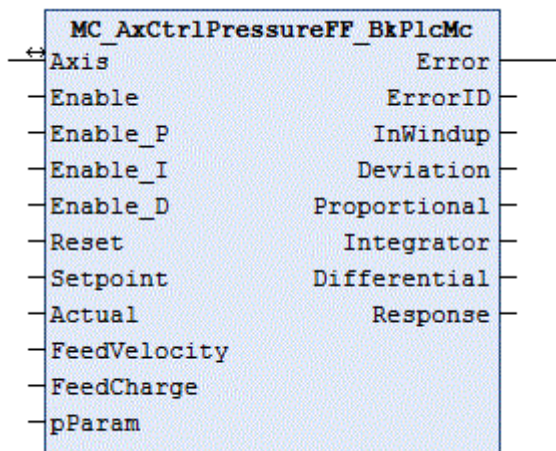 MC_AxCtrlPressureFF_BkPlcMc
Axis Error
Enable ErrorID
Enable_P InWindup
Enable_I Deviation
Enable_D Proportional
Reset Integrator
Setpoint Differential
Actual Response
FeedVelocity
FeedCharge
pParam